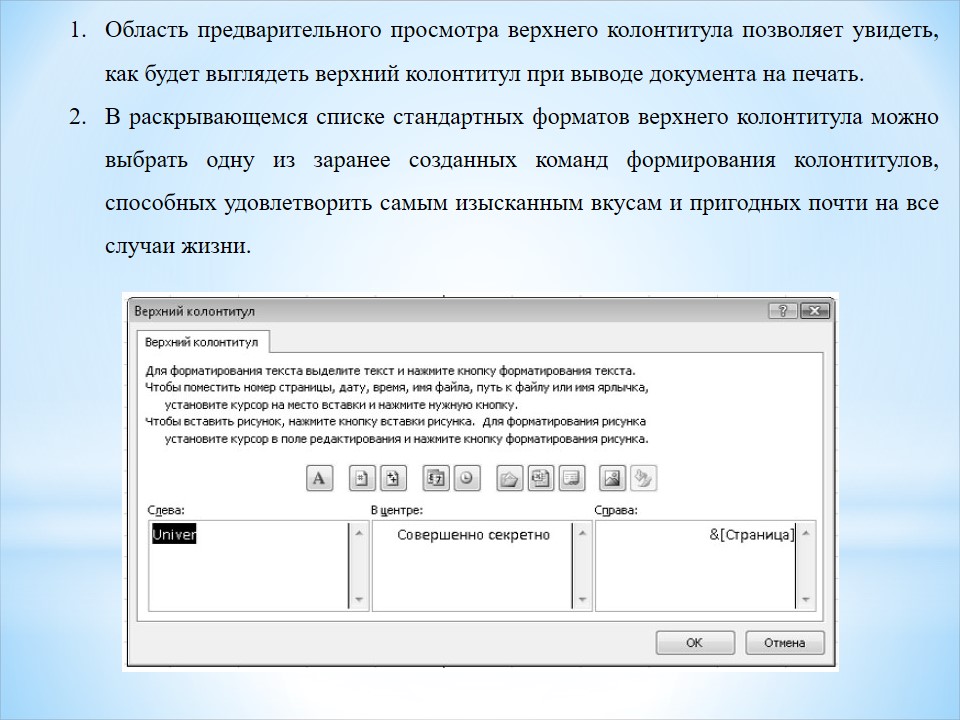 1. Область предварительного просмотра верхнего колонтитула позволяет увидеть,
как будет выглядеть верхний колонтитул при выводе документа на печать.
2. В раскрывающемся списке стандартных форматов верхнего колонтитула можно
выбрать одну из заранее созданных команд формирования колонтитулов,
способных удовлетворить самым изысканным вкусам и пригодных почти на все
случаи жизни.
Верхний колонтитул
Верхний колонтитул
Для форматирования текста выделите текст и нажмите кнопку форматирования текста.
Чтобы поместить номер страницы, дату, время, имя файла, путь к файлу или имя ярлычка,
установите курсор на место вставки и нажмите нужную кнопку.
Чтобы вставить рисунок, нажмите кнопку вставки рисунка. Для форматирования рисунка
установите курсор в поле редактирования и нажмите кнопку форматирования рисунка.
A
Слева: В центре: Справа:
Univer Совершенно секретно &[Страница]
ОК Отмена